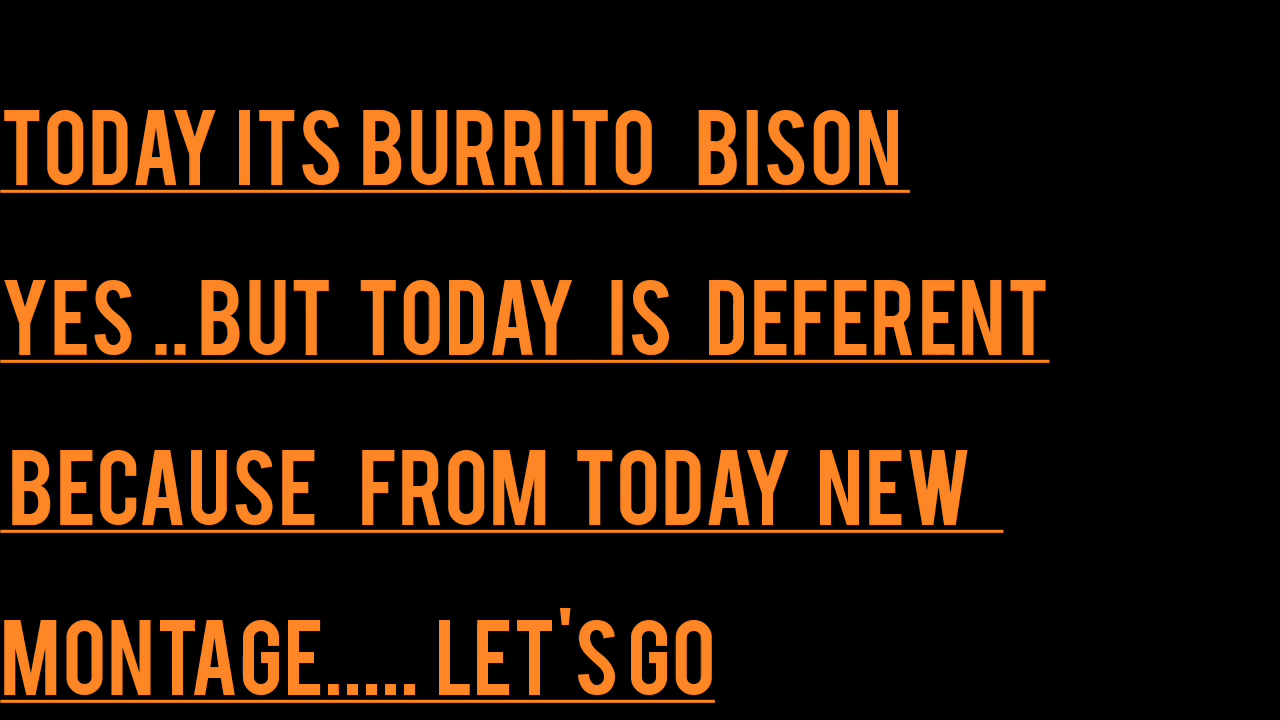 TODAY ITS BURRITO BISON
YES .. BUT TODAY IS DEFERENT
BECAUSE FROM TODAY NEW
MONTAGE..... LET'S GO